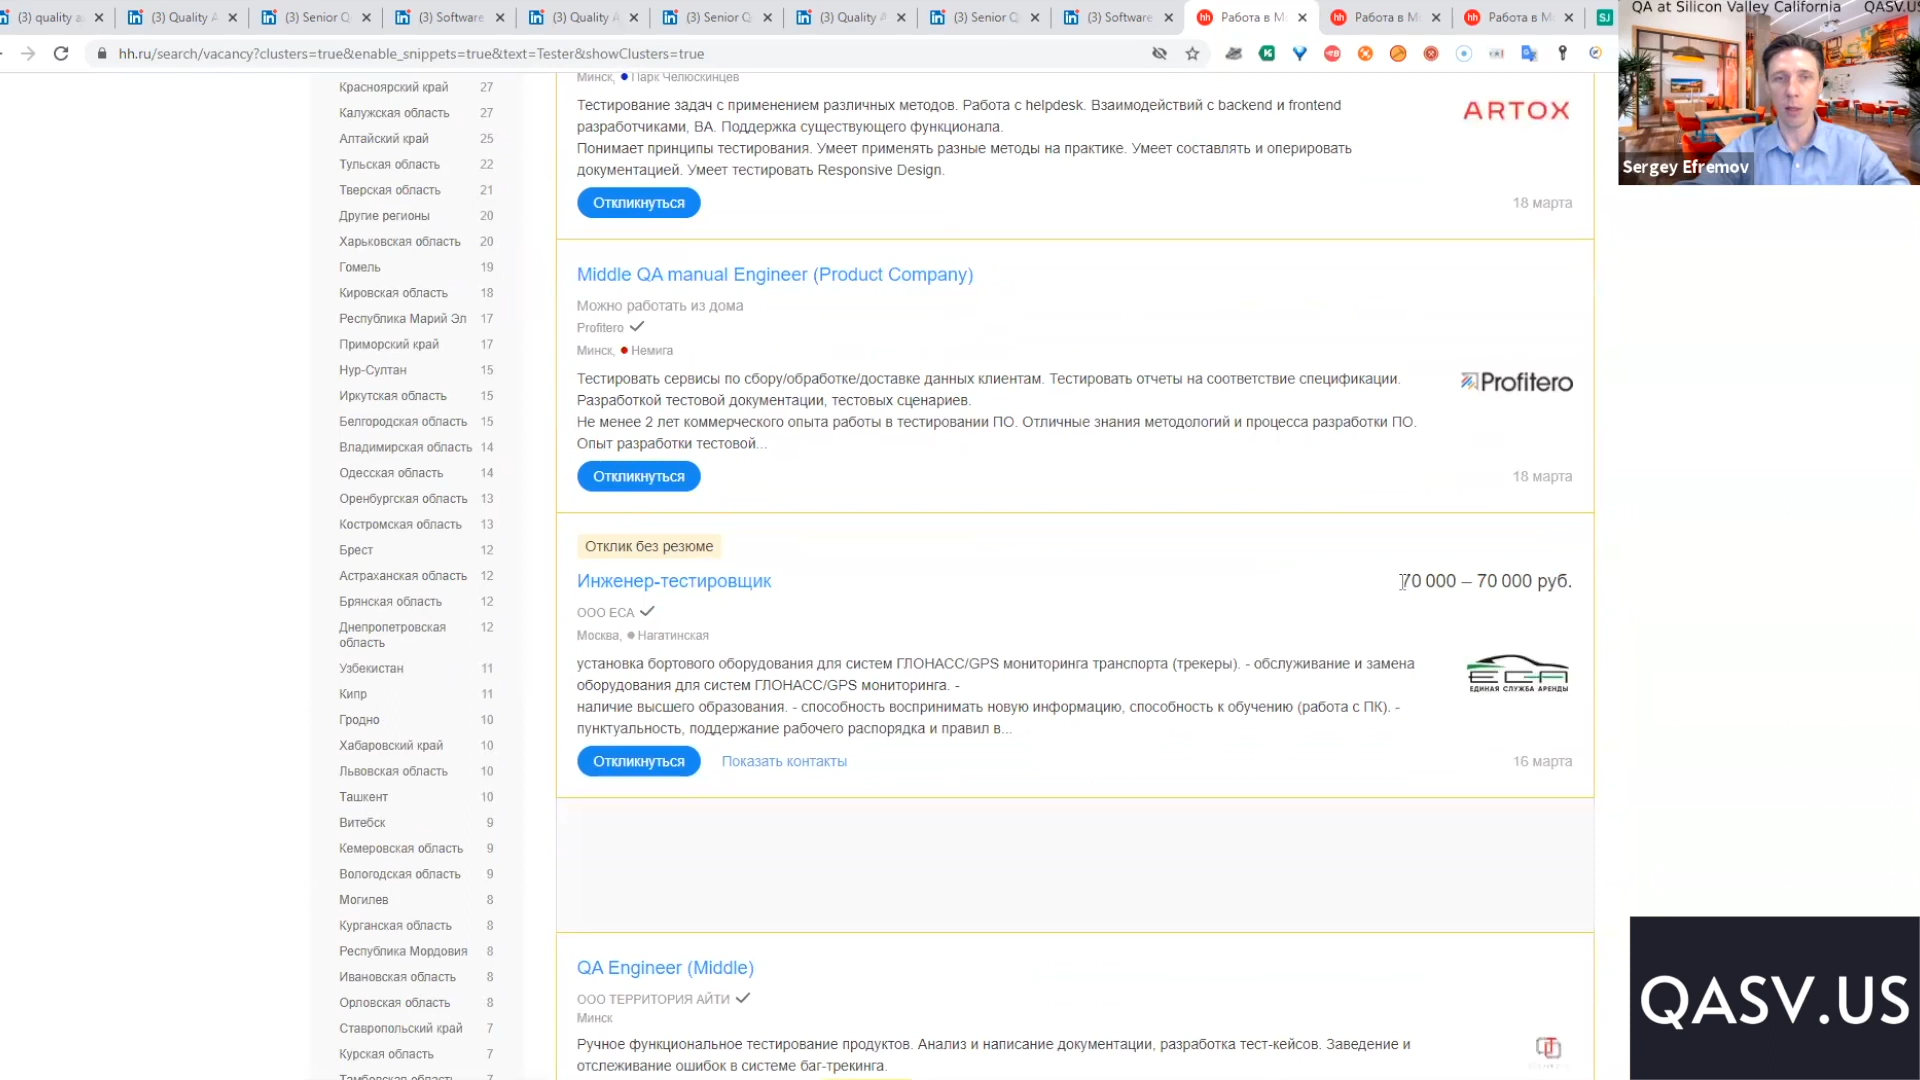 (3) quality a
(3) Quality A
(3) Senior Q
(3) Software
(3) Quality A
(3) Senior Q
(3) Quality A
(3) Senior Q
(3) Software
Работа в М
Работа в М
Работа в М
SJ
hh.ru/search/vacancy?clusters=true&enable_snippets=true&text=Tester&showClusters=true
QA at Silicon Valley California QASV.US
Sergey Efremov
Красноярский край 27
Калужская область 27
Алтайский край 25
Тульская область 22
Тверская область 21
Другие регионы 20
Харьковская область 20
Гомель 19
Кировская область 18
Республика Марий Эл 17
Приморский край 17
Нур-Султан 15
Иркутская область 15
Белгородская область 15
Владимирская область 14
Одесская область 14
Оренбургская область 13
Костромская область 13
Брест 12
Астраханская область 12
Брянская область 12
Днепропетровская 12
область
Узбекистан 11
Кипр 11
Гродно 10
Хабаровский край 10
Львовская область 10
Ташкент 10
Витебск 9
Кемеровская область 9
Вологодская область 9
Могилев 8
Курганская область 8
Республика Мордовия 8
Ивановская область 8
Орловская область 8
Ставропольский край 7
Курская область 7
Тамбовская область 7
Минск, Парк Челюскинцев
Тестирование задач с применением различных методов. Работа с helpdesk. Взаимодействий с backend и frontend
разработчиками, BA. Поддержка существующего функционала.
Понимает принципы тестирования. Умеет применять разные методы на практике. Умеет составлять и оперировать
документацией. Умеет тестировать Responsive Design.
ARTOX
Откликнуться
18 марта
Middle QA manual Engineer (Product Company)
Можно работать из дома
Profitero
Минск, Немига
Тестировать сервисы по сбору/обработке/доставке данных клиентам. Тестировать отчеты на соответствие спецификации.
Разработкой тестовой документации, тестовых сценариев.
Не менее 2 лет коммерческого опыта работы в тестировании ПО. Отличные знания методологий и процесса разработки ПО.
Опыт разработки тестовой...
Profitero
Откликнуться
18 марта
Отклик без резюме
Инженер-тестировщик
70 000 – 70 000 руб.
ООО ЕСА
Москва, Нагатинская
установка бортового оборудования для систем ГЛОНАСС/GPS мониторинга транспорта (трекеры). - обслуживание и замена
оборудования для систем ГЛОНАСС/GPS мониторинга. -
наличие высшего образования. - способность воспринимать новую информацию, способность к обучению (работа с ПК). -
пунктуальность, поддержание рабочего распорядка и правил в...
ЕСА
ЕДИНАЯ СЛУЖБА АРЕНДЫ
Откликнуться
Показать контакты
16 марта
QA Engineer (Middle)
ООО ТЕРРИТОРИЯ АЙТИ
Минск
Ручное функциональное тестирование продуктов. Анализ и написание документации, разработка тест-кейсов. Заведение и
отслеживание ошибок в системе баг-трекинга.
QASV.US